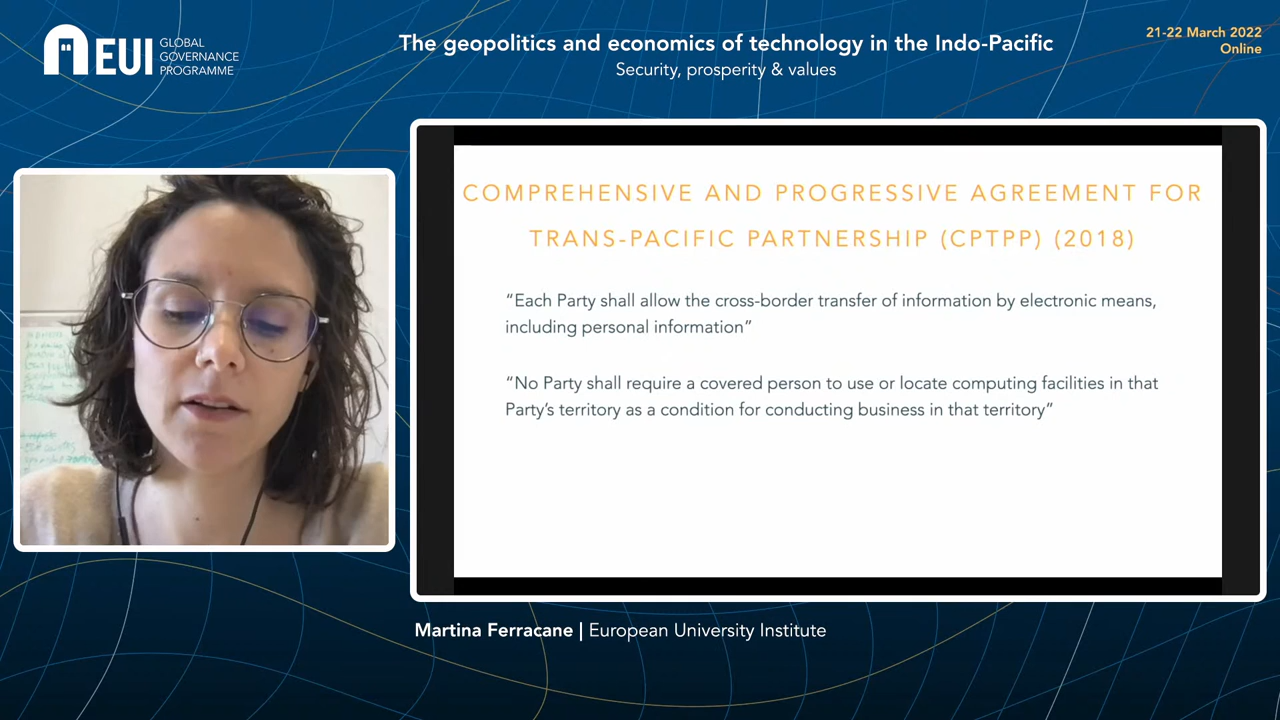 EUI
GLOBAL
GOVERNANCE
PROGRAMME
The geopolitics and economics of technology in the Indo-Pacific
Security, prosperity & values
21-22 March 2022
Online
COMPREHENSIVE AND PROGRESSIVE AGREEMENT FOR
TRANS-PACIFIC PARTNERSHIP (CPTPP) (2018)
“Each Party shall allow the cross-border transfer of information by electronic means,
including personal information”
“No Party shall require a covered person to use or locate computing facilities in that
Party’s territory as a condition for conducting business in that territory”
Martina Ferracane | European University Institute